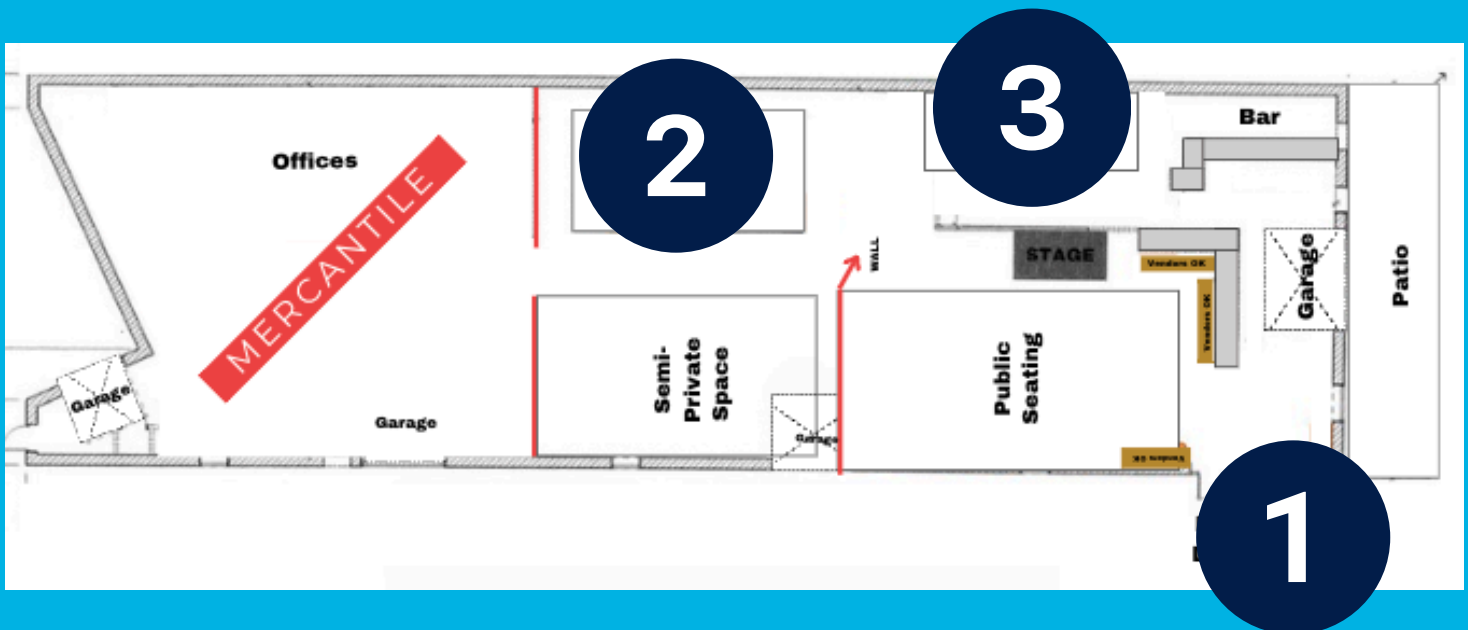 3
2
Bar
Offices
MERCANTILE
WALL
STAGE
Vendors OK
Vendors OK
Garage
Patio
Semi-
Private
Space
Public
Seating
Garage
Garage
Garage
Vendors OK
1